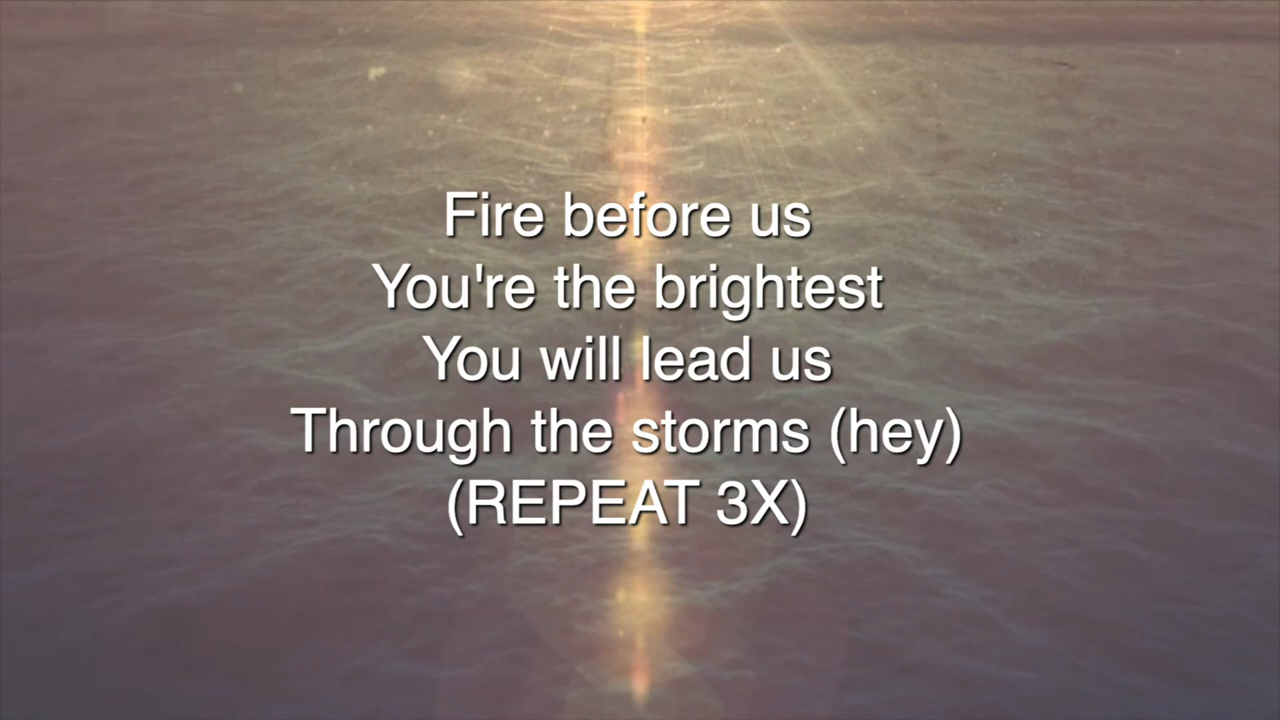 Fire before us
You're the brightest
You will lead us
Through the storms (hey)
(REPEAT 3X)